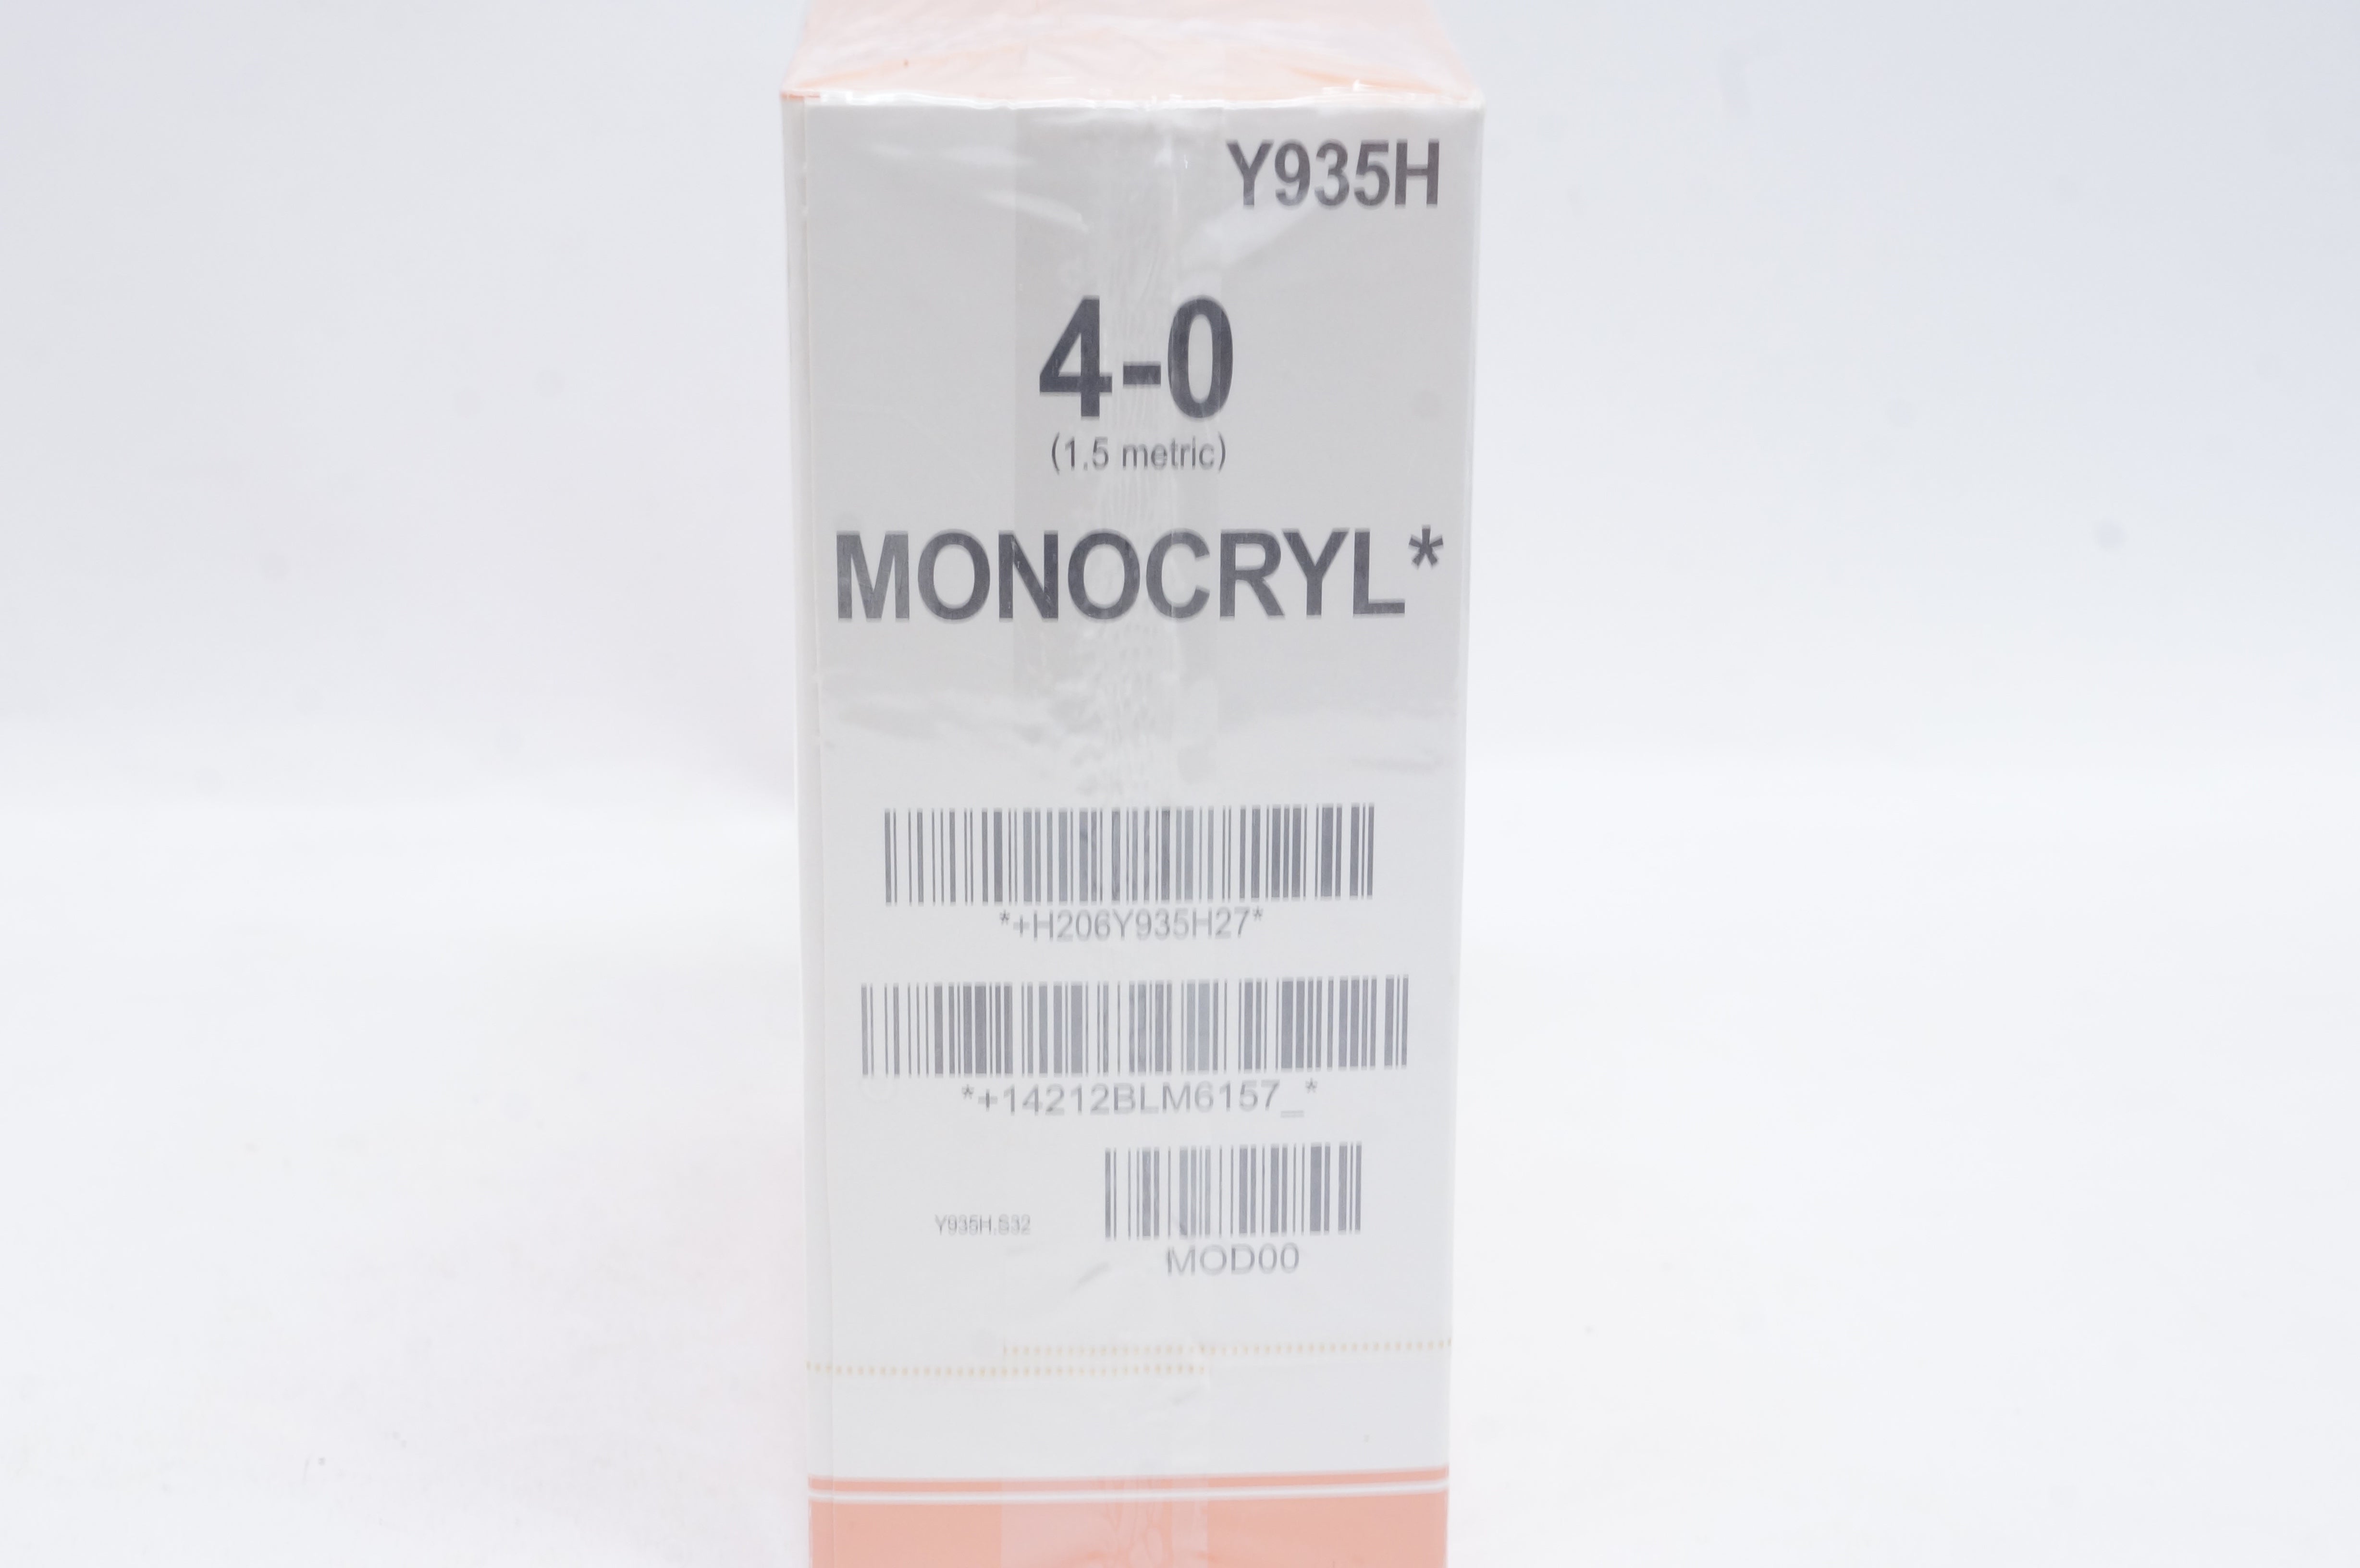 Y935H
4-0
(1.5 metric)
MONOCRYL*
*+H206Y935H27*
*+14212BLM6157_*
Y935H.S32
MOD00